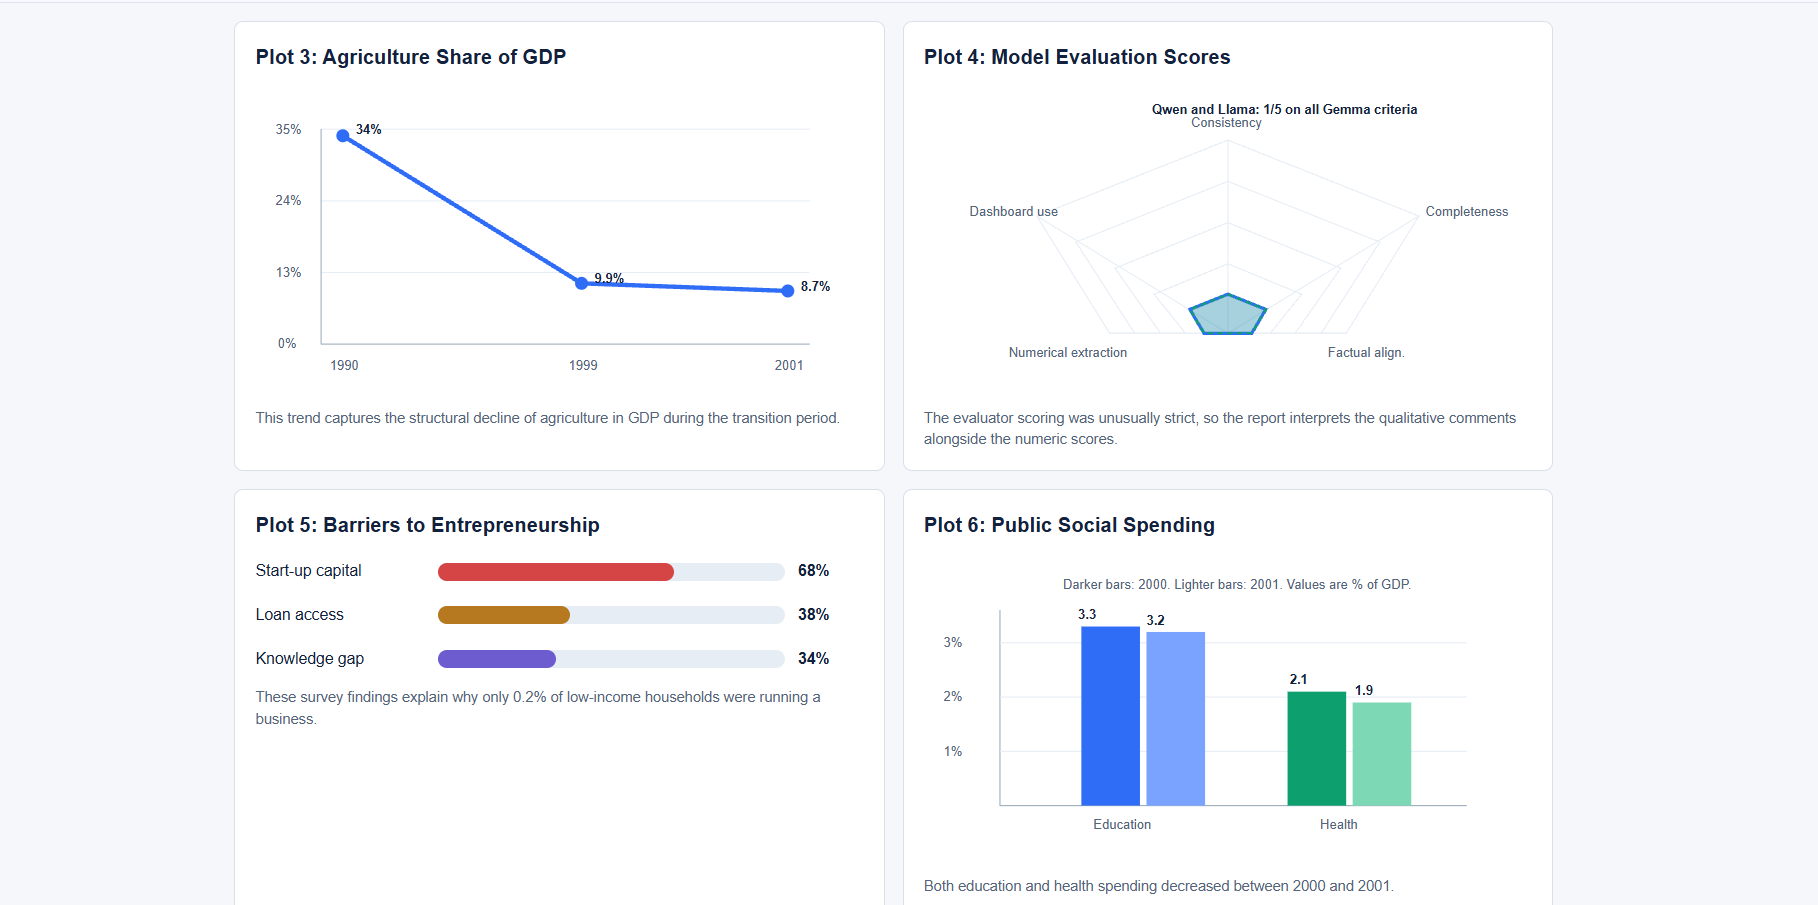 Plot 3: Agriculture Share of GDP
35%
24%
13%
0%
34%
9.9%
8.7%
1990
1999
2001
This trend captures the structural decline of agriculture in GDP during the transition period.
Plot 4: Model Evaluation Scores
Qwen and Llama: 1/5 on all Gemma criteria
Consistency
Dashboard use
Completeness
Numerical extraction
Factual align.
The evaluator scoring was unusually strict, so the report interprets the qualitative comments
alongside the numeric scores.
Plot 5: Barriers to Entrepreneurship
Start-up capital 68%
Loan access 38%
Knowledge gap 34%
These survey findings explain why only 0.2% of low-income households were running a
business.
Plot 6: Public Social Spending
Darker bars: 2000. Lighter bars: 2001. Values are % of GDP.
3%
2%
1%
3.3
3.2
2.1
1.9
Education
Health
Both education and health spending decreased between 2000 and 2001.